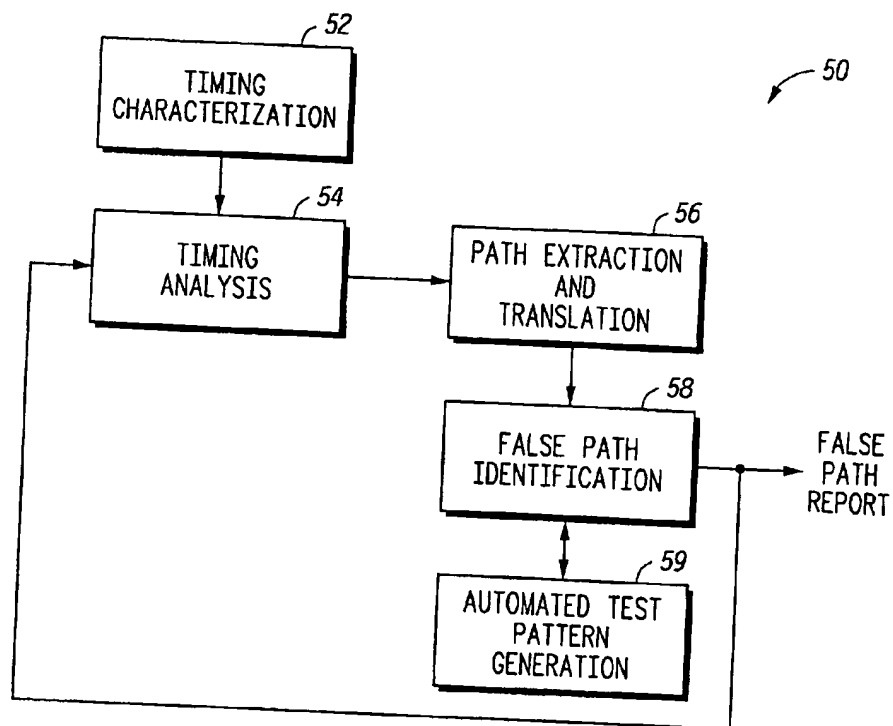 52
TIMING
CHARACTERIZATION
50
54
TIMING
ANALYSIS
56
PATH EXTRACTION
AND
TRANSLATION
58
FALSE PATH
IDENTIFICATION
FALSE
PATH
REPORT
59
AUTOMATED TEST
PATTERN
GENERATION